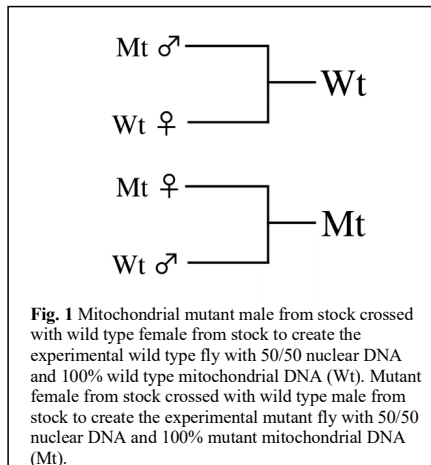 Mt ♂
Wt
Wt ♀
Mt ♀
Mt
Wt ♂
Fig. 1 Mitochondrial mutant male from stock crossed
with wild type female from stock to create the
experimental wild type fly with 50/50 nuclear DNA
and 100% wild type mitochondrial DNA (Wt). Mutant
female from stock crossed with wild type male from
stock to create the experimental mutant fly with 50/50
nuclear DNA and 100% mutant mitochondrial DNA
(Mt).